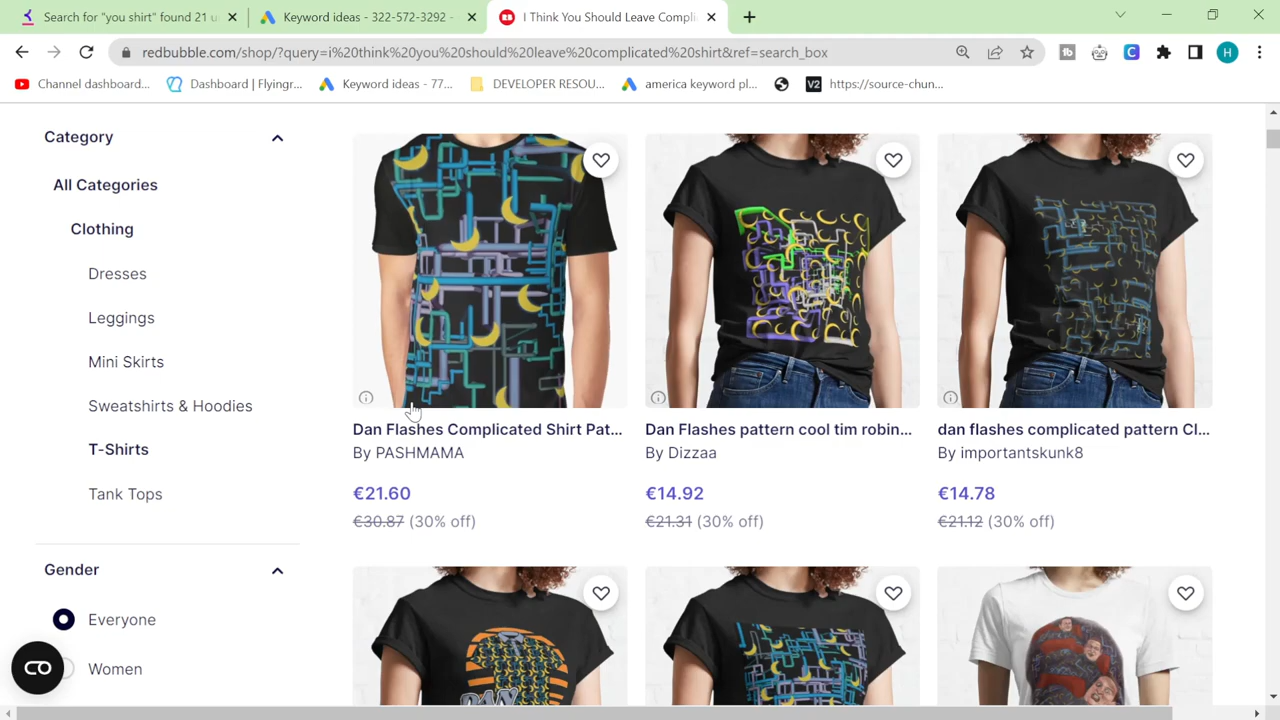 Search for "you shirt" found 21 u
Keyword ideas - 322-572-3292 -
I Think You Should Leave Compli
redbubble.com/shop/?query=i%20think%20you%20should%20leave%20complicated%20shirt&ref=search_box
tb
C
H
Channel dashboard...
Dashboard | Flyingr...
Keyword ideas - 77...
DEVELOPER RESOU...
america keyword pl...
V2
https://source-chun...
Category
All Categories
Clothing
Dresses
Leggings
Mini Skirts
Sweatshirts & Hoodies
T-Shirts
Tank Tops
Gender
Everyone
Women
Dan Flashes Complicated Shirt Pat...
By PASHMAMA
€21.60
€30.87 (30% off)
Dan Flashes pattern cool tim robin...
By Dizzaa
€14.92
€21.31 (30% off)
dan flashes complicated pattern Cl...
By importantskunk8
€14.78
€21.12 (30% off)
DAN